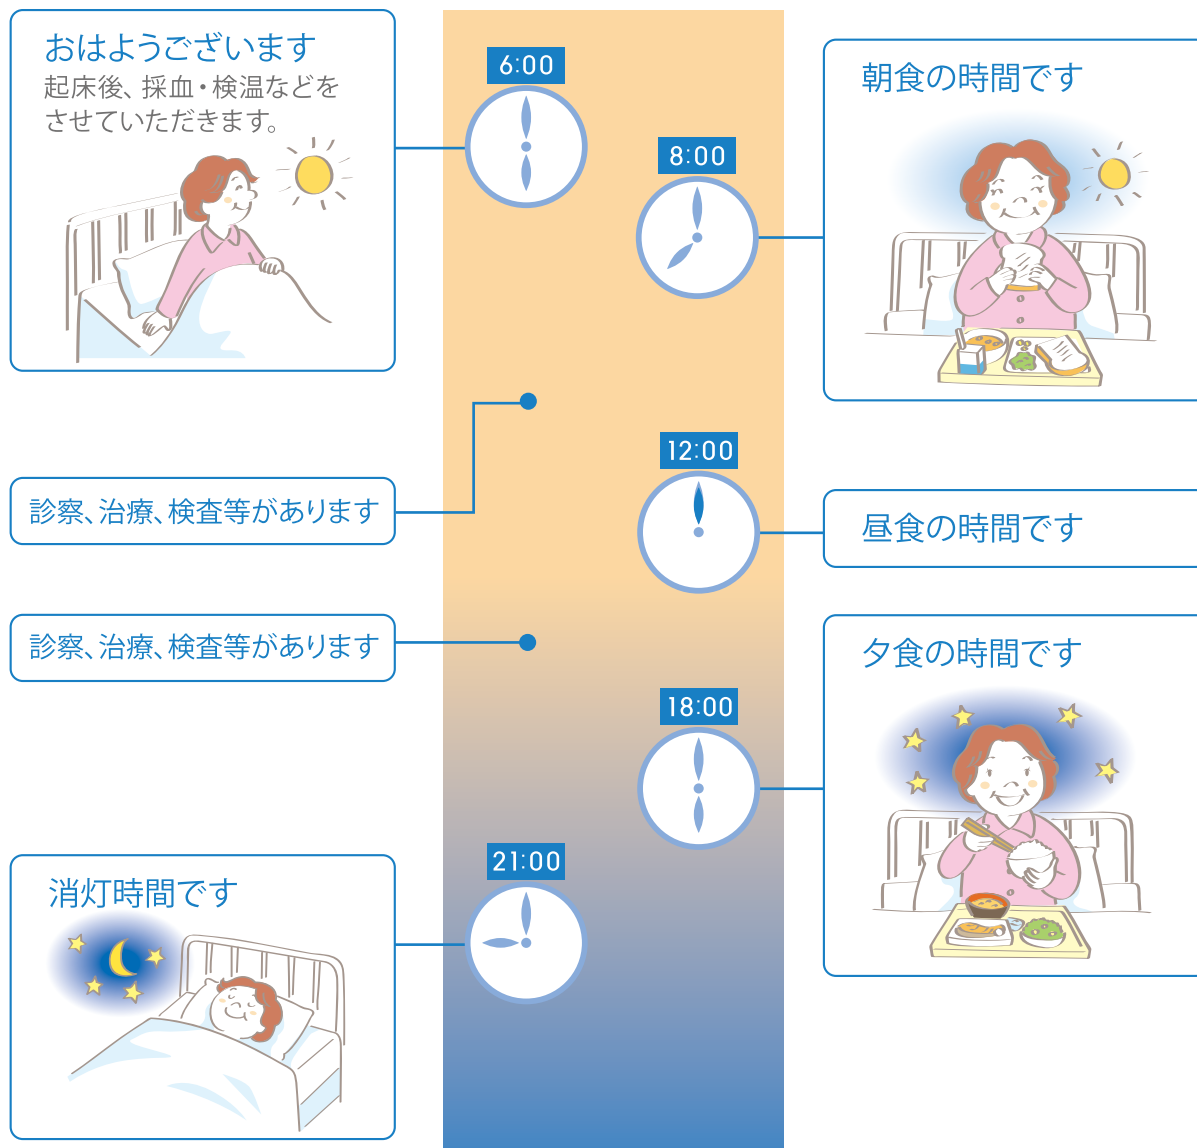 おはようございます
起床後、採血・検温などを
させていただきます。
6:00
8:00
朝食の時間です
診察、治療、検査等があります
12:00
昼食の時間です
診察、治療、検査等があります
18:00
夕食の時間です
21:00
消灯時間です